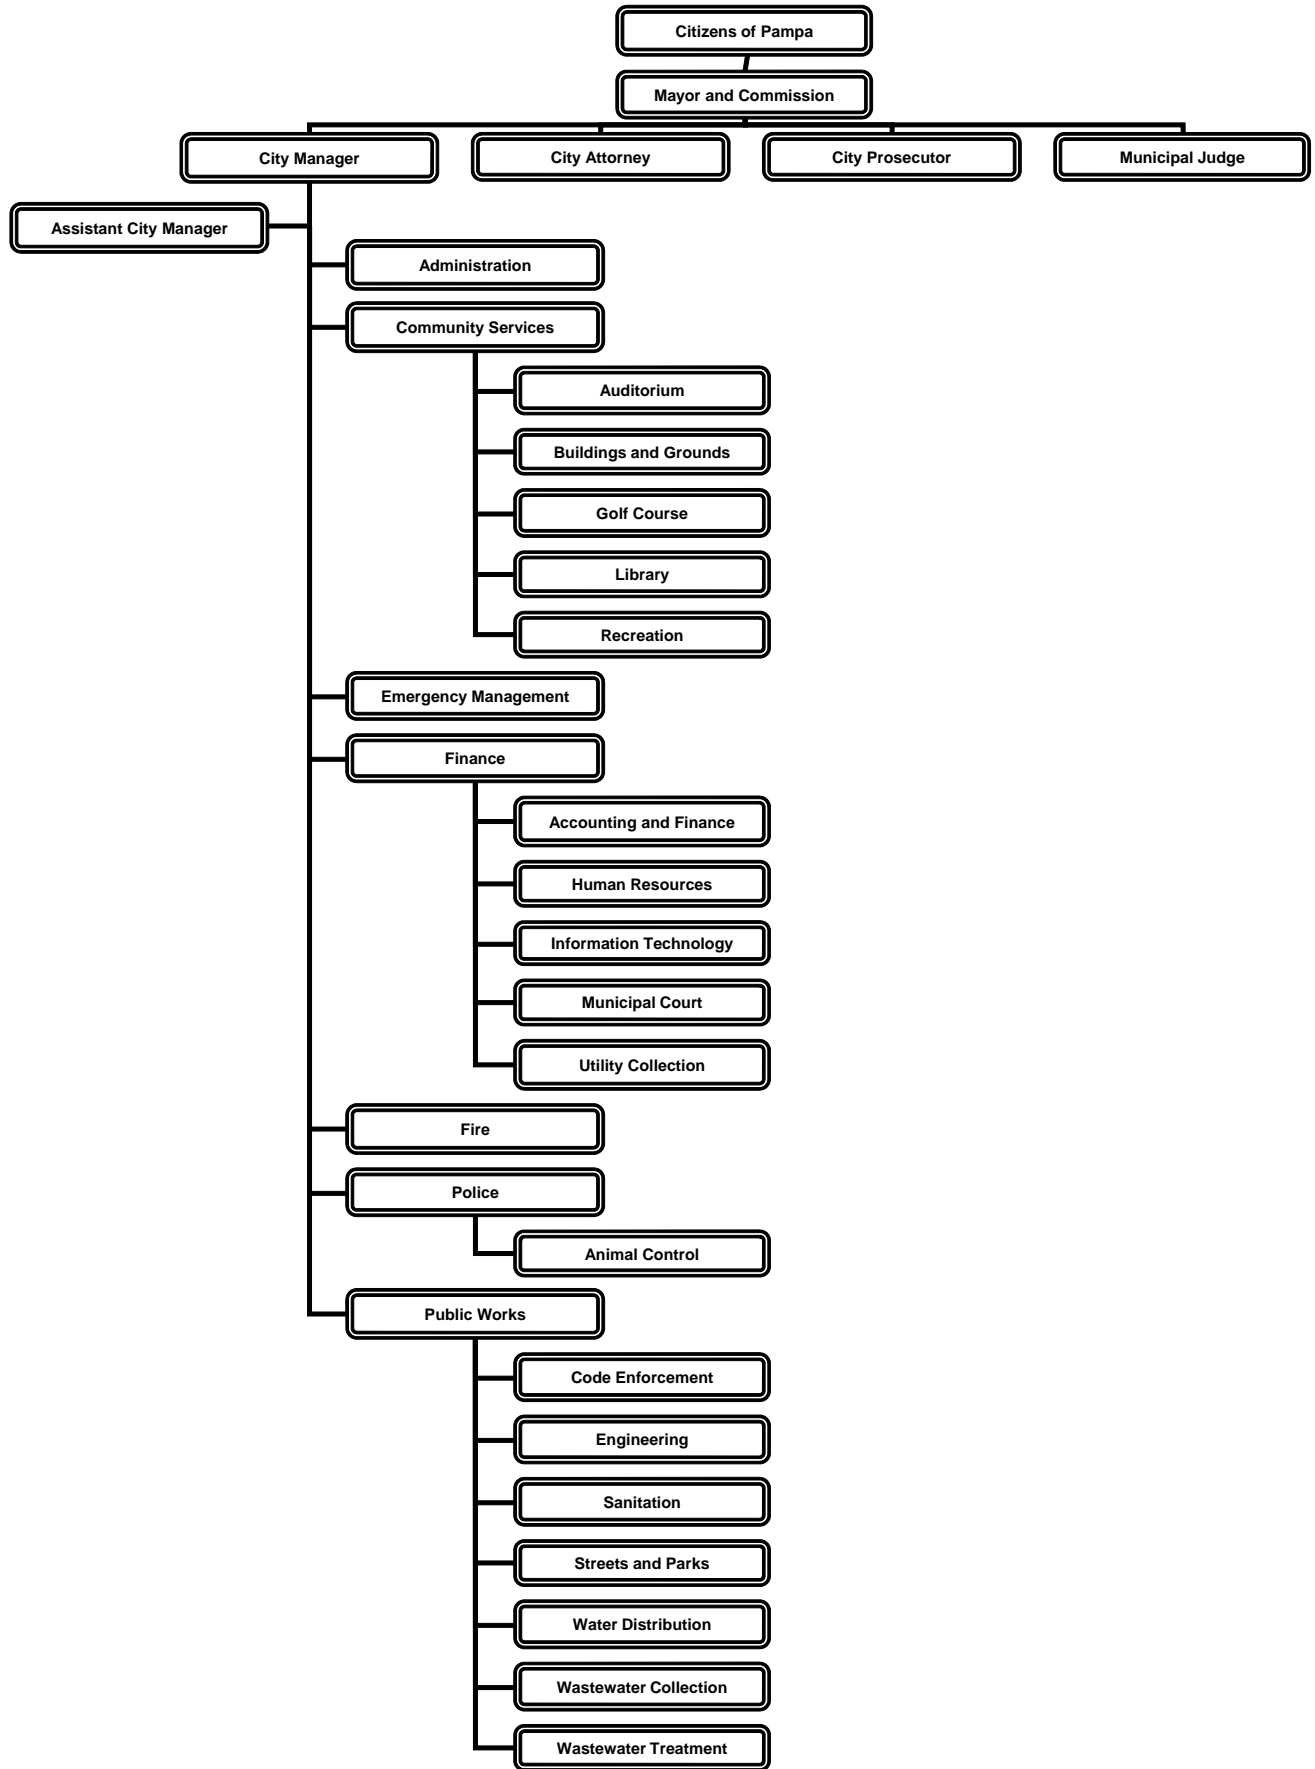 Citizens of Pampa
Mayor and Commission
City Manager
City Attorney
City Prosecutor
Municipal Judge
Assistant City Manager
Administration
Community Services
Auditorium
Buildings and Grounds
Golf Course
Library
Recreation
Emergency Management
Finance
Accounting and Finance
Human Resources
Information Technology
Municipal Court
Utility Collection
Fire
Police
Animal Control
Public Works
Code Enforcement
Engineering
Sanitation
Streets and Parks
Water Distribution
Wastewater Collection
Wastewater Treatment